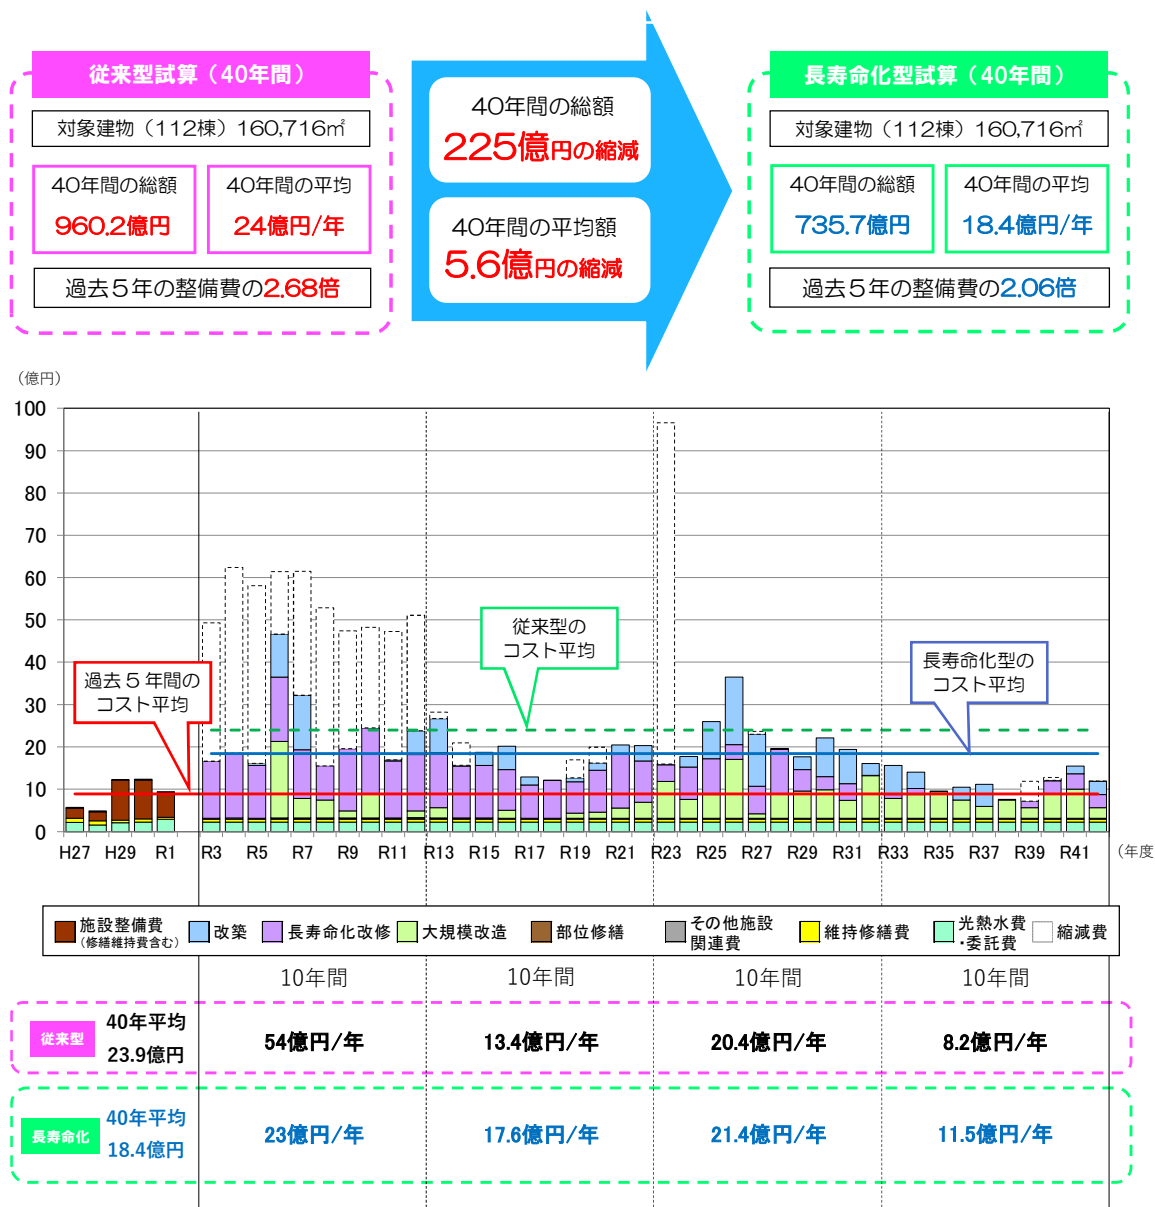 従来型試算（40年間）
対象建物（112棟）160,716㎡
40年間の総額
960.2億円
40年間の平均
24億円/年
過去５年の整備費の2.68倍
40年間の総額
225億円の縮減
40年間の平均額
5.6億円の縮減
長寿命化型試算（40年間）
対象建物（112棟）160,716㎡
40年間の総額
735.7億円
40年間の平均
18.4億円/年
過去５年の整備費の2.06倍
（億円）
100
90
80
70
60
50
40
30
20
10
0
過去５年間の
コスト平均
従来型の
コスト平均
長寿命化型の
コスト平均
H27 H29 R1 R3 R5 R7 R9 R11 R13 R15 R17 R19 R21 R23 R25 R27 R29 R31 R33 R35 R37 R39 R41 （年度
施設整備費
（修繕維持費含む）
改築
長寿命化改修
大規模改造
部位修繕
その他施設
関連費
維持修繕費
光熱水費
・委託費
縮減費
10年間 10年間 10年間 10年間
従来型
40年平均
23.9億円
54億円/年 13.4億円/年 20.4億円/年 8.2億円/年
長寿命化
40年平均
18.4億円
23億円/年 17.6億円/年 21.4億円/年 11.5億円/年